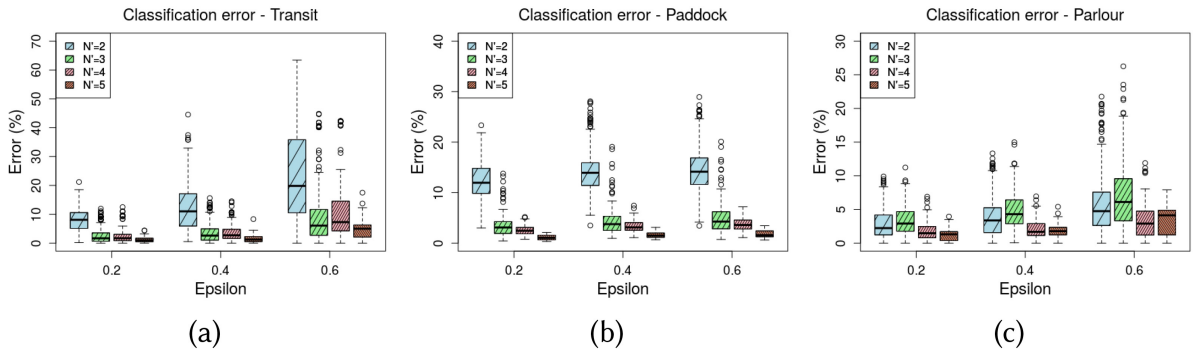 Classification error - Transit
Error (%)
70
60
50
40
30
20
10
0
N'=2
N'=3
N'=4
N'=5
0.2 0.4 0.6
Epsilon
(a)
Classification error - Paddock
Error (%)
40
30
20
10
0
N'=2
N'=3
N'=4
N'=5
0.2 0.4 0.6
Epsilon
(b)
Classification error - Parlour
Error (%)
30
25
20
15
10
5
0
N'=2
N'=3
N'=4
N'=5
0.2 0.4 0.6
Epsilon
(c)